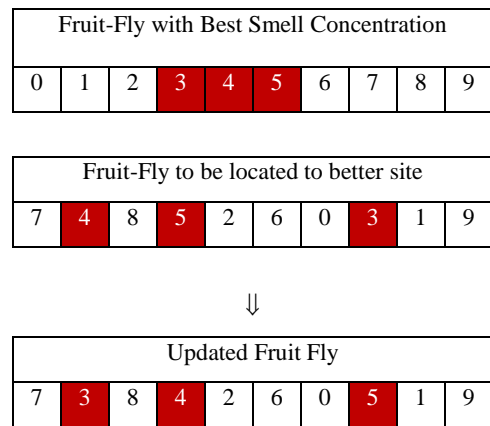 Fruit-Fly with Best Smell Concentration
0 1 2 3 4 5 6 7 8 9
Fruit-Fly to be located to better site
7 4 8 5 2 6 0 3 1 9
⇓
Updated Fruit Fly
7 3 8 4 2 6 0 5 1 9